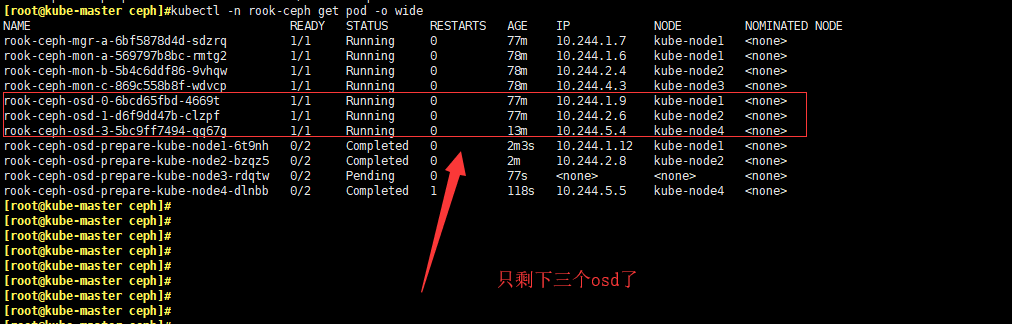 [root@kube-master ceph]#kubectl -n rook-ceph get pod -o wide
NAME READY STATUS RESTARTS AGE IP NODE NOMINATED NODE
rook-ceph-mgr-a-6bf5878d4d-sdzrq 1/1 Running 0 77m 10.244.1.7 kube-node1 <none>
rook-ceph-mon-a-569797b8bc-rmtg2 1/1 Running 0 78m 10.244.1.6 kube-node1 <none>
rook-ceph-mon-b-5b4c6ddf86-9vhqw 1/1 Running 0 78m 10.244.2.4 kube-node2 <none>
rook-ceph-mon-c-869c558b8f-wdvcp 1/1 Running 0 78m 10.244.4.3 kube-node3 <none>
rook-ceph-osd-0-6bcd65fbd-4669t 1/1 Running 0 77m 10.244.1.9 kube-node1 <none>
rook-ceph-osd-1-d6f9dd47b-clzpf 1/1 Running 0 77m 10.244.2.6 kube-node2 <none>
rook-ceph-osd-3-5bc9ff7494-qq67g 1/1 Running 0 13m 10.244.5.4 kube-node4 <none>
rook-ceph-osd-prepare-kube-node1-6t9nh 0/2 Completed 0 2m3s 10.244.1.12 kube-node1 <none>
rook-ceph-osd-prepare-kube-node2-bzqz5 0/2 Completed 0 2m 10.244.2.8 kube-node2 <none>
rook-ceph-osd-prepare-kube-node3-rdqtw 0/2 Pending 0 77s <none> <none> <none>
rook-ceph-osd-prepare-kube-node4-dlnbb 0/2 Completed 1 118s 10.244.5.5 kube-node4 <none>
[root@kube-master ceph]#
[root@kube-master ceph]#
[root@kube-master ceph]#
[root@kube-master ceph]#
[root@kube-master ceph]#
只剩下三个osd了
[root@kube-master ceph]#
[root@kube-master ceph]#
[root@kube-master ceph]#
[root@kube-master ceph]#